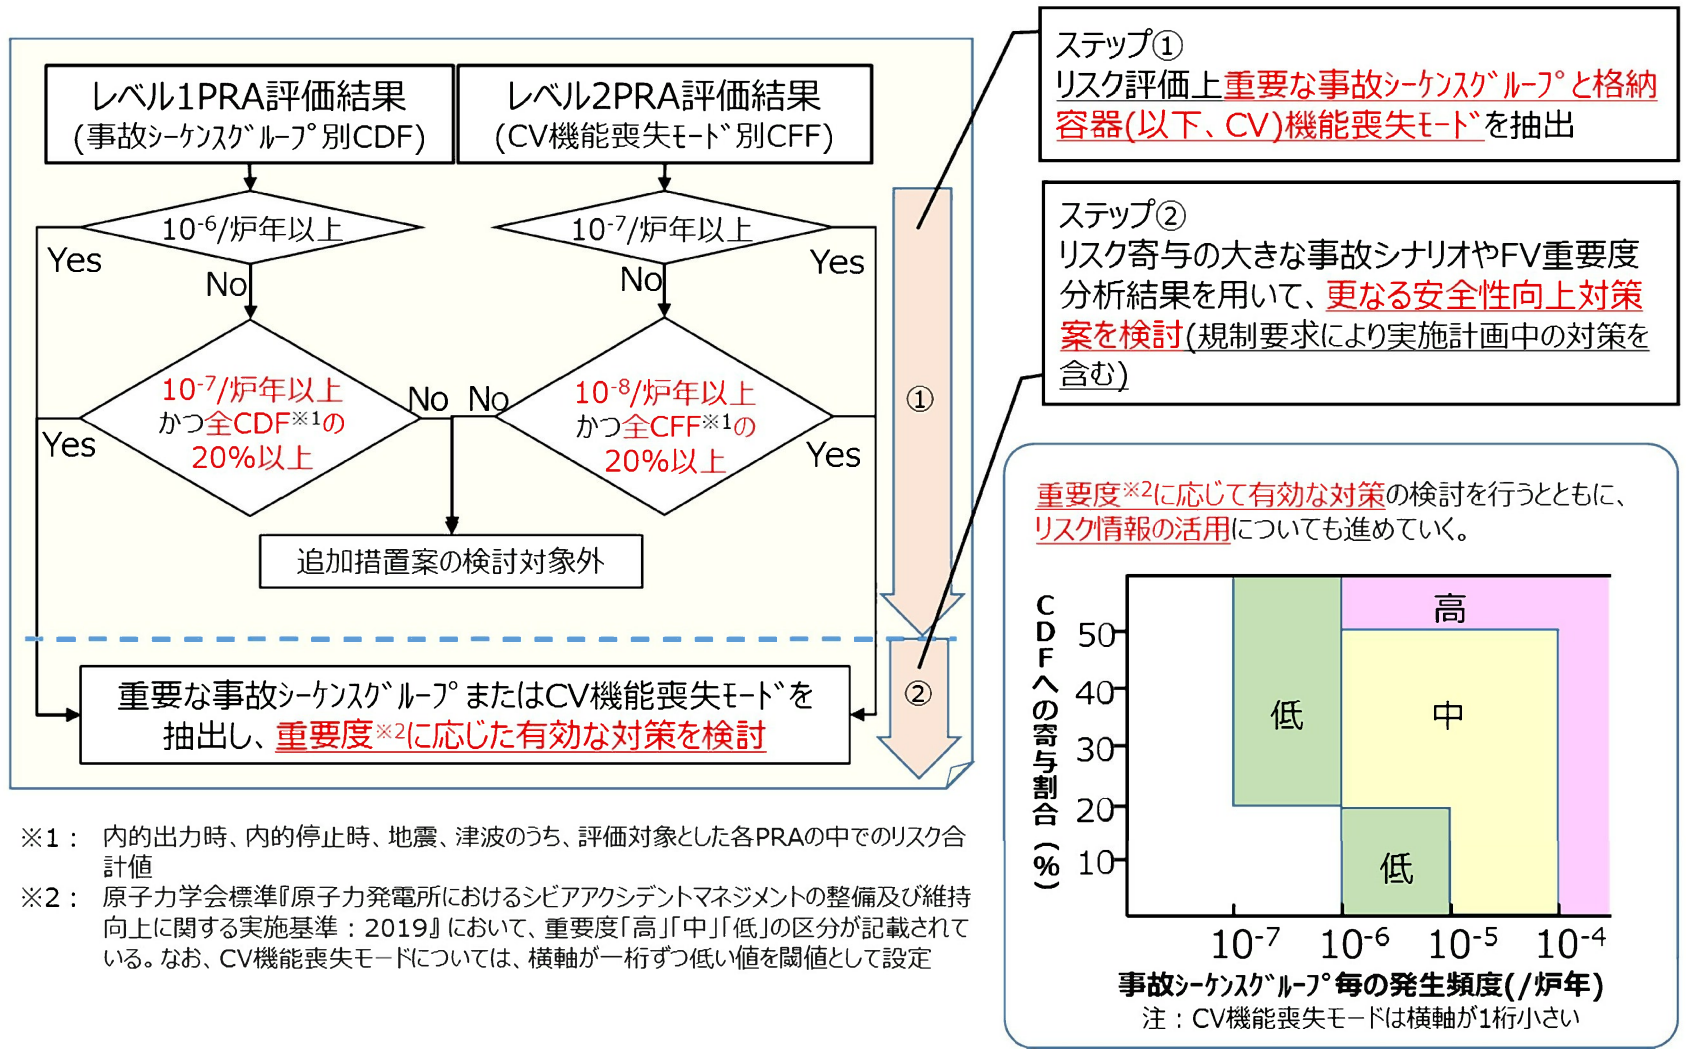 レベル1PRA評価結果
(事故ｼｰｹﾝｽｸﾞﾙｰﾌﾟ別CDF)
レベル2PRA評価結果
(CV機能喪失ﾓｰﾄﾞ別CFF)
10-6/炉年以上
10-7/炉年以上
Yes
No
No
Yes
10-7/炉年以上
かつ全CDF※1の
20%以上
10-8/炉年以上
かつ全CFF※1の
20%以上
No
No
Yes
Yes
追加措置案の検討対象外
重要な事故ｼｰｹﾝｽｸﾞﾙｰﾌﾟまたはCV機能喪失ﾓｰﾄﾞを
抽出し、重要度※2に応じた有効な対策を検討
①
②
ステップ①
リスク評価上重要な事故ｼｰｹﾝｽｸﾞﾙｰﾌﾟと格納
容器(以下、CV)機能喪失ﾓｰﾄﾞを抽出
ステップ②
リスク寄与の大きな事故シナリオやFV重要度
分析結果を用いて、更なる安全性向上対策
案を検討(規制要求により実施計画中の対策を
含む)
重要度※2に応じて有効な対策の検討を行うとともに、
リスク情報の活用についても進めていく。
CDFへの寄与割合(%)
50
40
30
20
10
高
中
低
低
10-7
10-6
10-5
10-4
事故ｼｰｹﾝｽｸﾞﾙｰﾌﾟ毎の発生頻度(/炉年)
注：CV機能喪失モードは横軸が1桁小さい
※1： 内的出力時、内的停止時、地震、津波のうち、評価対象とした各PRAの中でのリスク合
計値
※2： 原子力学会標準『原子力発電所におけるシビアアクシデントマネジメントの整備及び維持
向上に関する実施基準：2019』において、重要度「高」「中」「低」の区分が記載されて
いる。なお、CV機能喪失モードについては、横軸が一桁ずつ低い値を閾値として設定